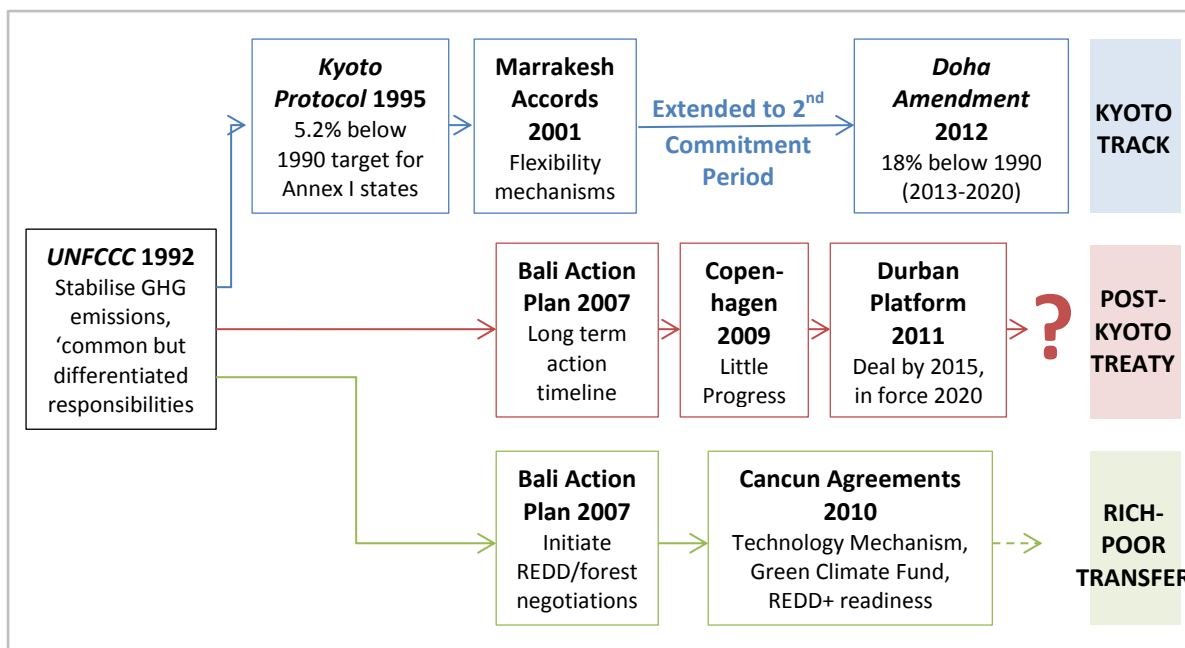 Kyoto
Protocol 1995
5.2% below
1990 target for
Annex I states
Marrakesh
Accords
2001
Flexibility
mechanisms
Extended to 2nd
Commitment
Period
Doha
Amendment
2012
18% below 1990
(2013-2020)
KYOTO
TRACK
UNFCCC 1992
Stabilise GHG
emissions,
‘common but
differentiated
responsibilities
Bali Action
Plan 2007
Long term
action
timeline
Copen-
hagen
2009
Little
Progress
Durban
Platform
2011
Deal by 2015,
in force 2020
?
POST-
KYOTO
TREATY
Bali Action
Plan 2007
Initiate
REDD/forest
negotiations
Cancun Agreements
2010
Technology Mechanism,
Green Climate Fund,
REDD+ readiness
RICH-
POOR
TRANSFER